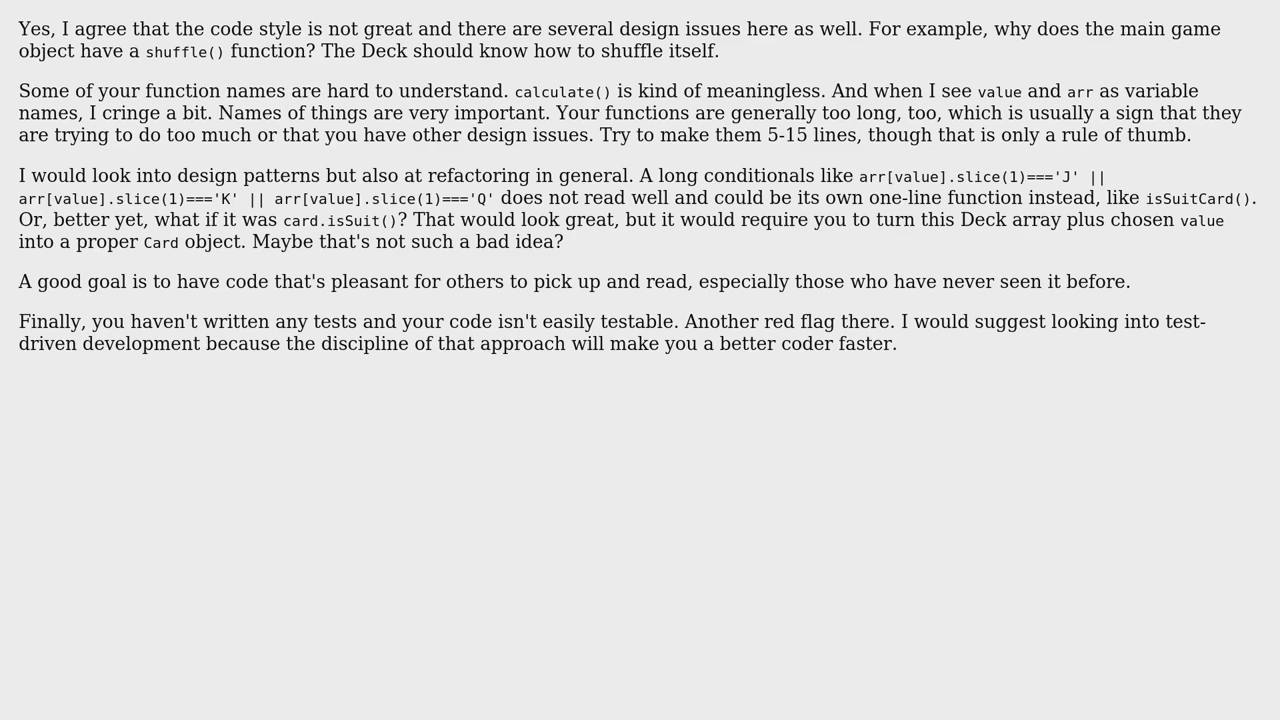 Yes, I agree that the code style is not great and there are several design issues here as well. For example, why does the main game
object have a shuffle() function? The Deck should know how to shuffle itself.
Some of your function names are hard to understand. calculate() is kind of meaningless. And when I see value and arr as variable
names, I cringe a bit. Names of things are very important. Your functions are generally too long, too, which is usually a sign that they
are trying to do too much or that you have other design issues. Try to make them 5-15 lines, though that is only a rule of thumb.
I would look into design patterns but also at refactoring in general. A long conditionals like arr[value].slice(1)==='J' ||
arr[value].slice(1)==='K' || arr[value].slice(1)==='Q' does not read well and could be its own one-line function instead, like isSuitCard().
Or, better yet, what if it was card.isSuit()? That would look great, but it would require you to turn this Deck array plus chosen value
into a proper Card object. Maybe that's not such a bad idea?
A good goal is to have code that's pleasant for others to pick up and read, especially those who have never seen it before.
Finally, you haven't written any tests and your code isn't easily testable. Another red flag there. I would suggest looking into test-
driven development because the discipline of that approach will make you a better coder faster.